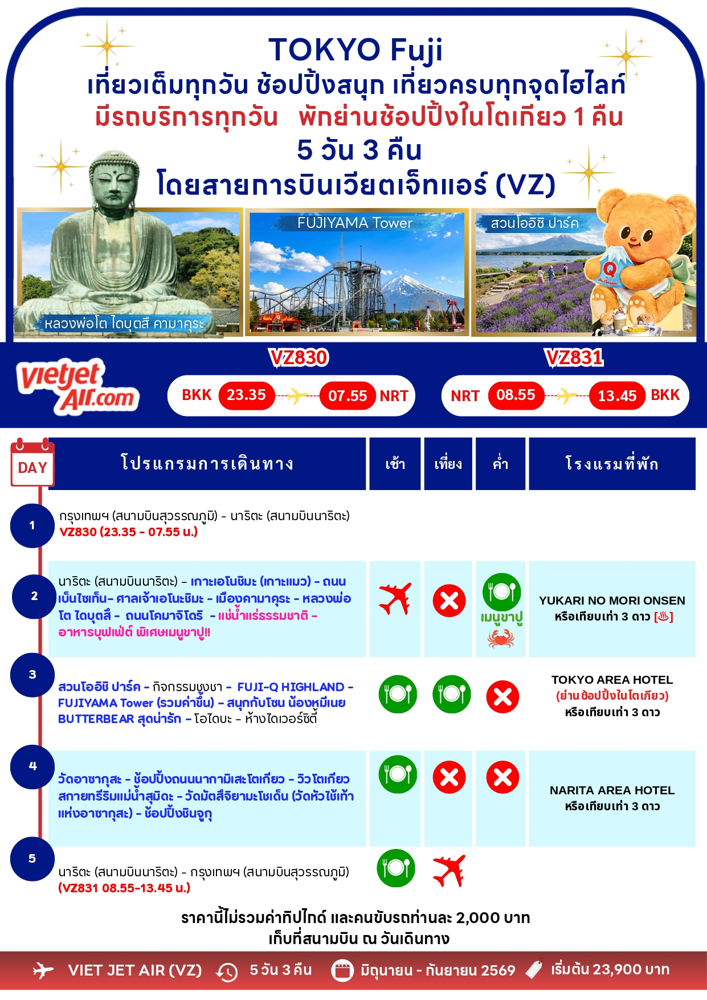 TOKYO Fuji
เที่ยวเต็มทุกวัน ช้อปปิ้งสนุก เที่ยวครบทุกจุดไฮไลท์
มีรถบริการทุกวัน พักย่านช้อปปิ้งในโตเกียว 1 คืน
5 วัน 3 คืน
โดยสายการบินเวียตเจ็ทแอร์ (VZ)
FUJIYAMA Tower
สวนโออิชิ ปาร์ค
Q
ButterBear
Q
FUJI-Q
หลวงพ่อโต ไดบุตสึ คามาคุระ
vietjet
Air.com
VZ830
BKK 23.35 07.55 NRT
VZ831
NRT 08.55 13.45 BKK
DAY
โปรแกรมการเดินทาง เช้า เที่ยง ค่ำ โรงแรมที่พัก
1
กรุงเทพฯ (สนามบินสุวรรณภูมิ) - นาริตะ (สนามบินนาริตะ)
VZ830 (23.35 - 07.55 น.)
2
นาริตะ (สนามบินนาริตะ) - เกาะเอโนชิมะ (เกาะแมว) - ถนน
เบ็นไซเท็น- ศาลเจ้าเอโนะชิมะ - เมืองคามาคุระ - หลวงพ่อ
โต ไดบุตสึ - ถนนโคมาจิโดริ - แช่น้ำแร่ธรรมชาติ -
อาหารบุฟเฟ่ต์ พิเศษเมนูขาปู!!
เมนูขาปู
YUKARI NO MORI ONSEN
หรือเทียบเท่า 3 ดาว [♨]
3
สวนโออิชิ ปาร์ค - กิจกรรมชงชา - FUJI-Q HIGHLAND -
FUJIYAMA Tower (รวมค่าขึ้น) - สนุกกับโซน น้องหมีเนย
BUTTERBEAR สุดน่ารัก - โอไดบะ - ห้างไดเวอร์ซิตี้
TOKYO AREA HOTEL
(ย่านช้อปปิ้งในโตเกียว)
หรือเทียบเท่า 3 ดาว
4
วัดอาซากุสะ - ช้อปปิ้งถนนนากามิเสะโตเกียว - วิวโตเกียว
สกายทรีริมแม่น้ำสุมิดะ - วัดมัตสึจิยามะโชเด็น (วัดหัวไช้เท้า
แห่งอาซากุสะ) - ช้อปปิ้งชินจูกุ
NARITA AREA HOTEL
หรือเทียบเท่า 3 ดาว
5
นาริตะ (สนามบินนาริตะ) - กรุงเทพฯ (สนามบินสุวรรณภูมิ)
(VZ831 08.55-13.45 น.)
ราคานี้ไม่รวมค่าทิปไกด์ และคนขับรถท่านละ 2,000 บาท
เก็บที่สนามบิน ณ วันเดินทาง
VIET JET AIR (VZ) 5 วัน 3 คืน มิถุนายน - กันยายน 2569 เริ่มต้น 23,900 บาท